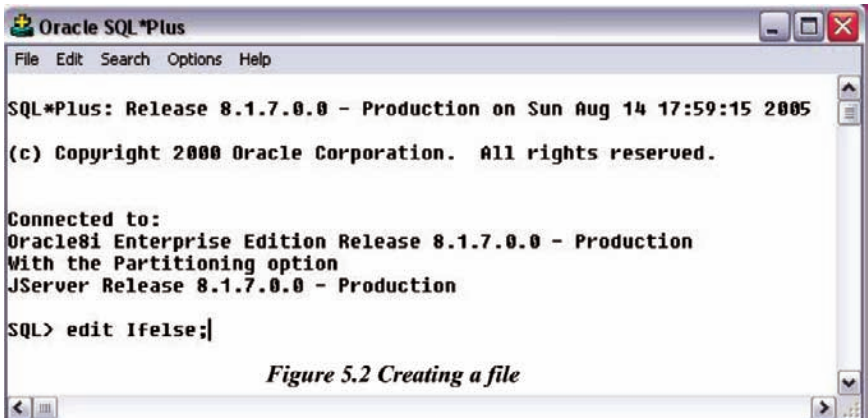 Oracle SQL*Plus
File Edit Search Options Help
SQL*Plus: Release 8.1.7.0.0 - Production on Sun Aug 14 17:59:15 2005
(c) Copyright 2000 Oracle Corporation.  All rights reserved.
Connected to:
Oracle8i Enterprise Edition Release 8.1.7.0.0 - Production
With the Partitioning option
JServer Release 8.1.7.0.0 - Production
SQL> edit Ifelse;
Figure 5.2 Creating a file